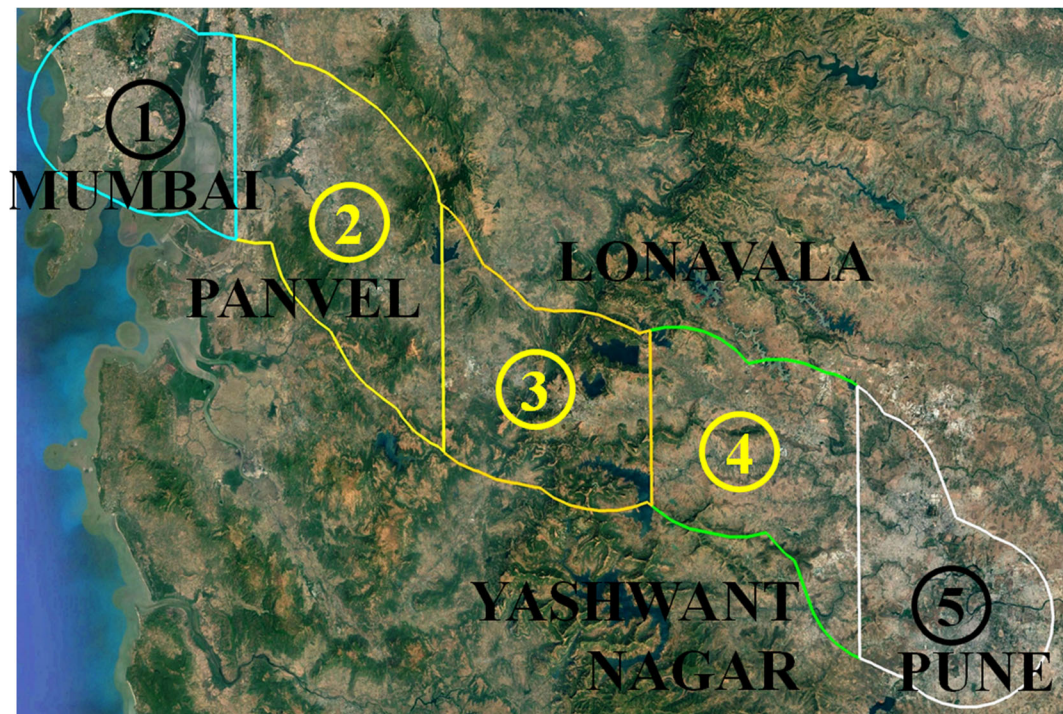 1
MUMBAI
2
PANVEL
LONAVALA
3
4
YASHWANT
NAGAR
5
PUNE